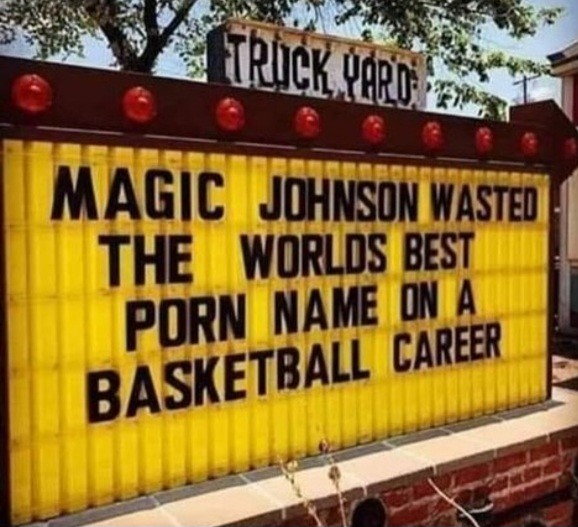 TRUCK YARD
MAGIC JOHNSON WASTED
THE WORLDS BEST
PORN NAME ON A
BASKETBALL CAREER